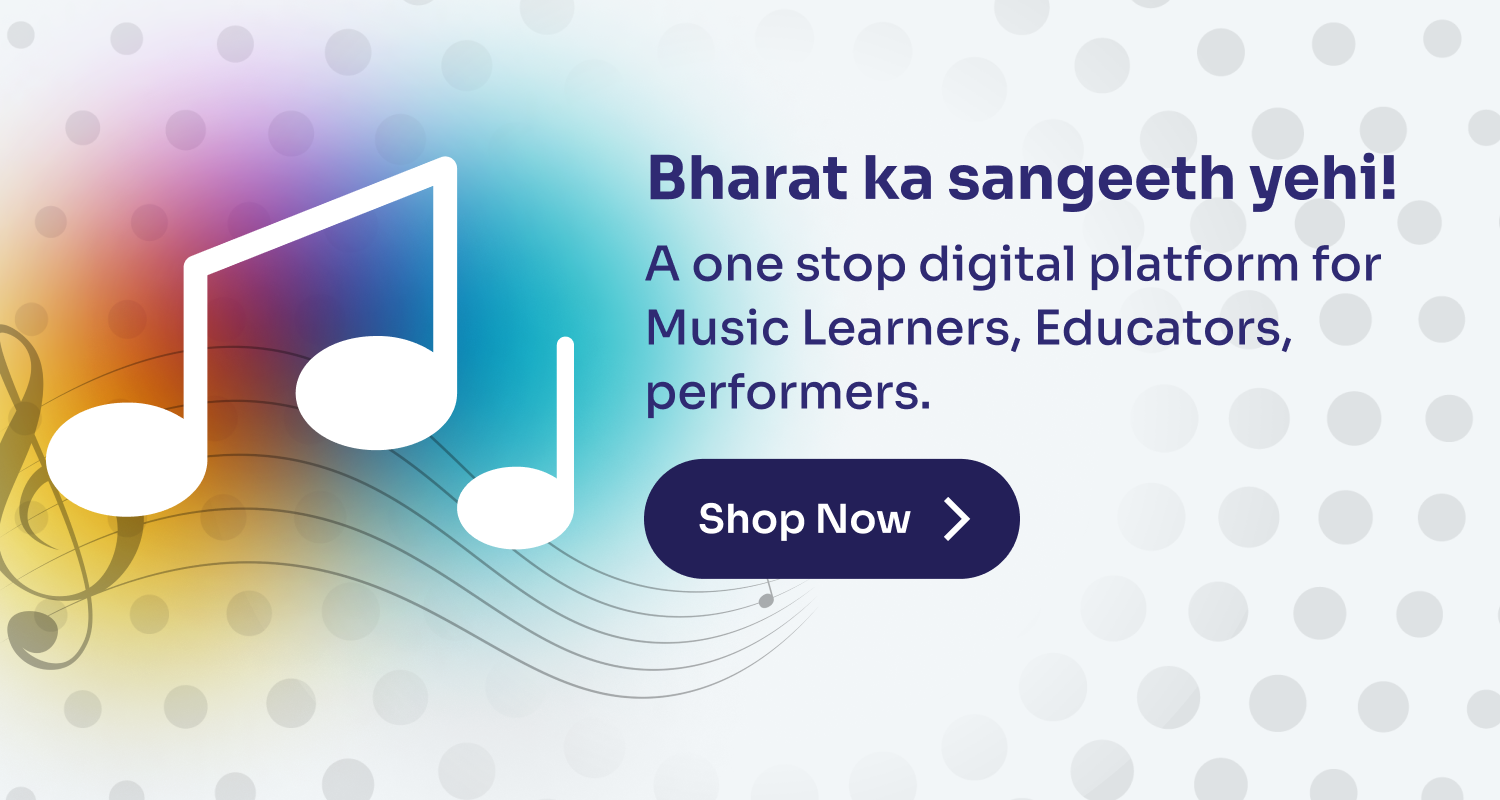 Bharat ka sangeeth yehi!
A one stop digital platform for
Music Learners, Educators,
performers.
Shop Now